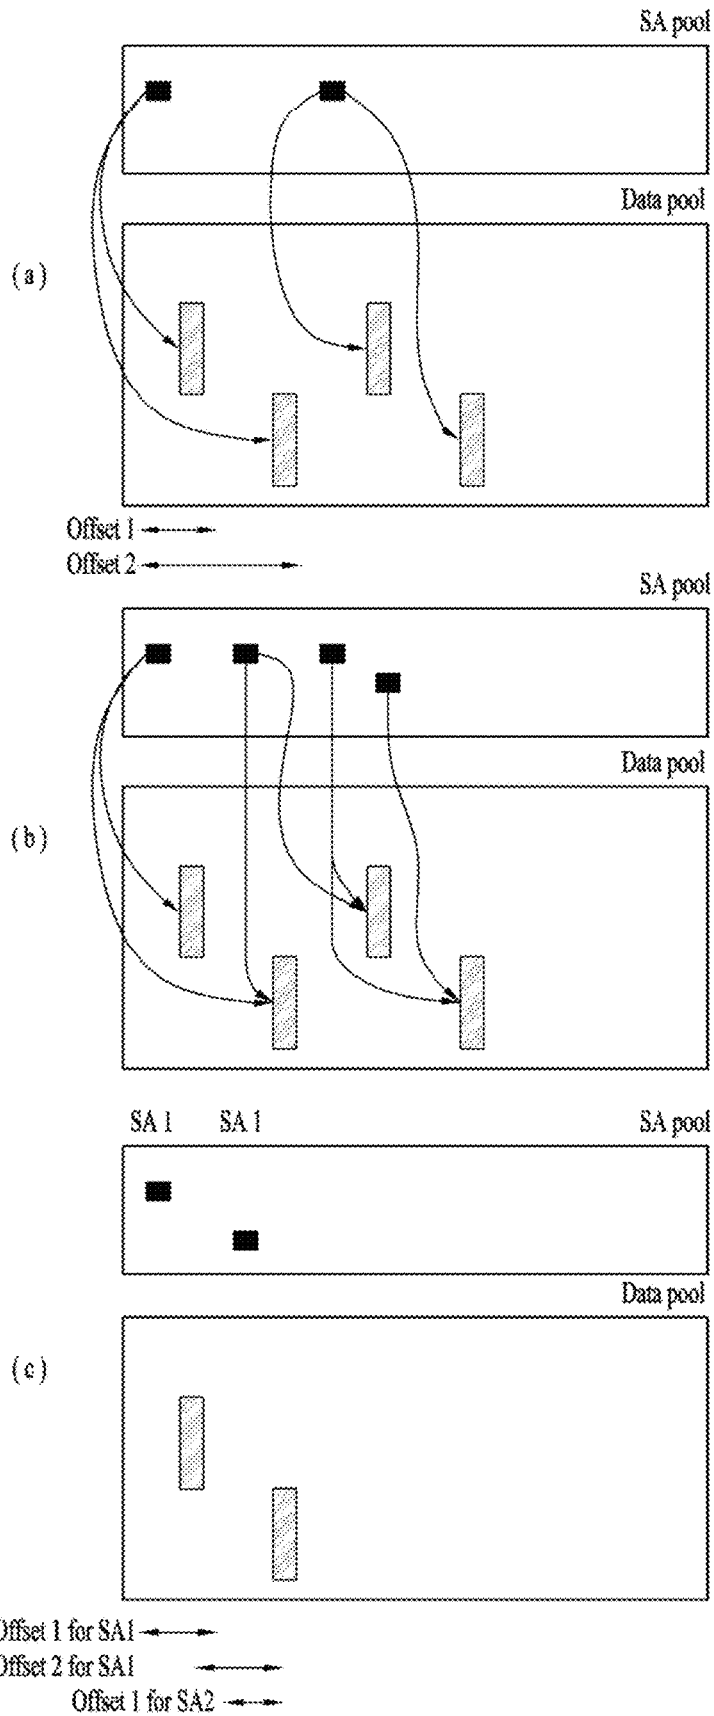 SA pool
Data pool
(a)
Offset 1
Offset 2
SA pool
Data pool
(b)
SA 1 SA 1 SA pool
Data pool
(c)
Offset 1 for SA1
Offset 2 for SA1
Offset 1 for SA2